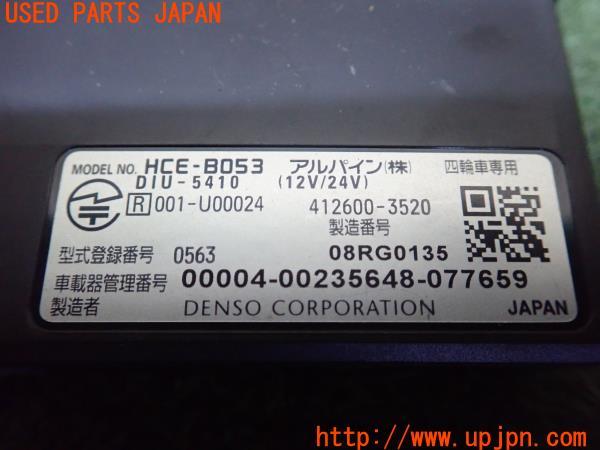 USED PARTS JAPAN
MODEL NO. HCE-B053 アルパイン(株) 四輪車専用
DIU-5410 (12V/24V)
R 001-U00024 412600-3520
製造番号
型式登録番号 0563 08RG0135
車載器管理番号 00004-00235648-077659
製造者 DENSO CORPORATION JAPAN
www.upjpn.com